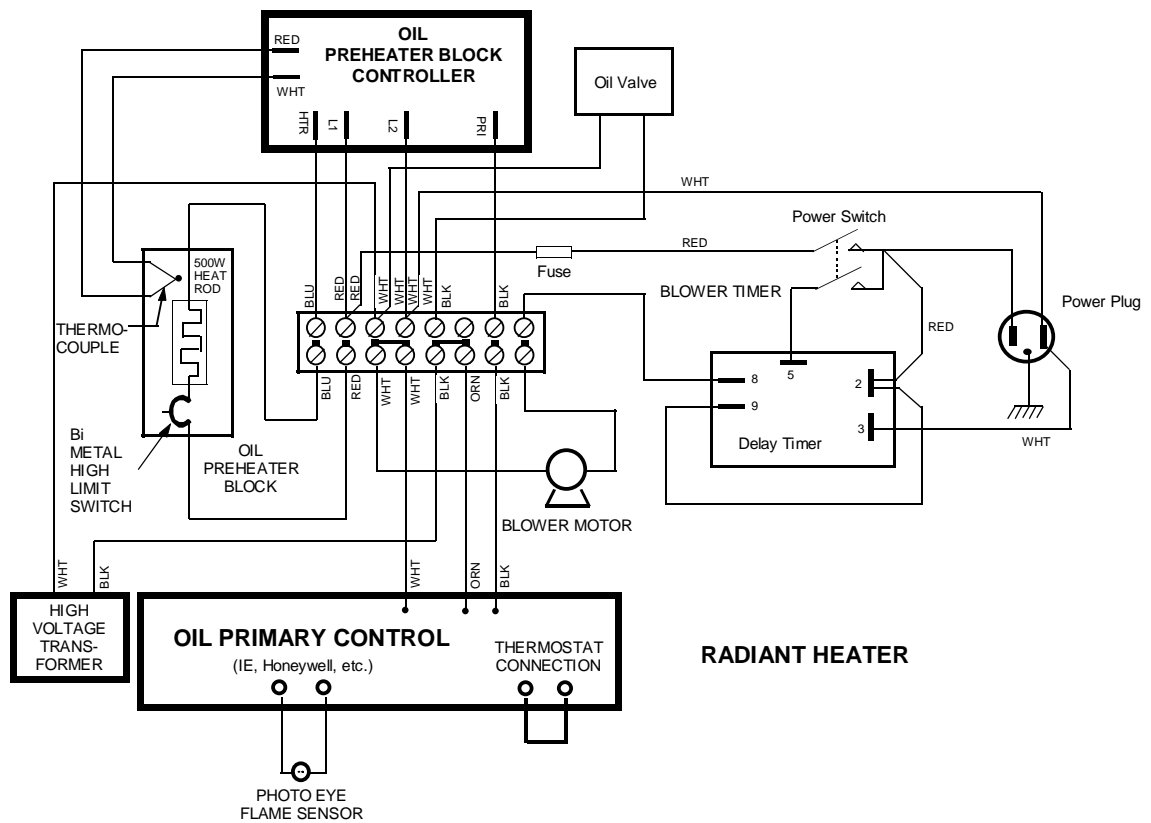 OIL
PREHEATER BLOCK
CONTROLLER
RED
WHT
HTR
L1
L2
PRI
Oil Valve
WHT
Power Switch
RED
Fuse
BLOWER TIMER
Power Plug
RED
500W
HEAT
ROD
THERMO-
COUPLE
BLU
RED
RED
WHT
WHT
WHT
BLK
BLK
BLU
RED
WHT
WHT
BLK
ORN
BLK
8
9
5
2
3
Delay Timer
WHT
Bi
METAL
HIGH
LIMIT
SWITCH
OIL
PREHEATER
BLOCK
BLOWER MOTOR
WHT
BLK
WHT
ORN
BLK
HIGH
VOLTAGE
TRANS-
FORMER
OIL PRIMARY CONTROL
(IE, Honeywell, etc.)
THERMOSTAT
CONNECTION
RADIANT HEATER
PHOTO EYE
FLAME SENSOR